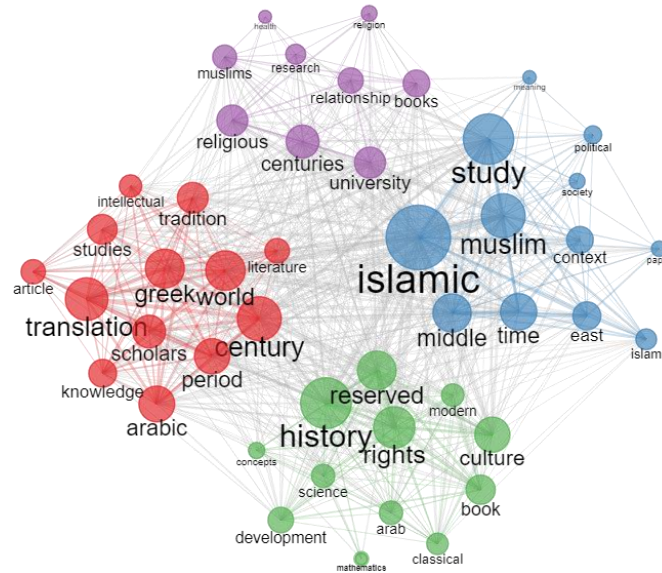 health
religion
muslims
research
relationship
books
meaning
religious
centuries
university
study
political
society
intellectual
tradition
muslim
studies
context
pap
literature
islamic
article
greek
world
translation
middle
time
east
islam
scholars
century
knowledge
period
arabic
reserved
modern
history
rights
culture
concepts
science
book
development
arab
classical
mathematics